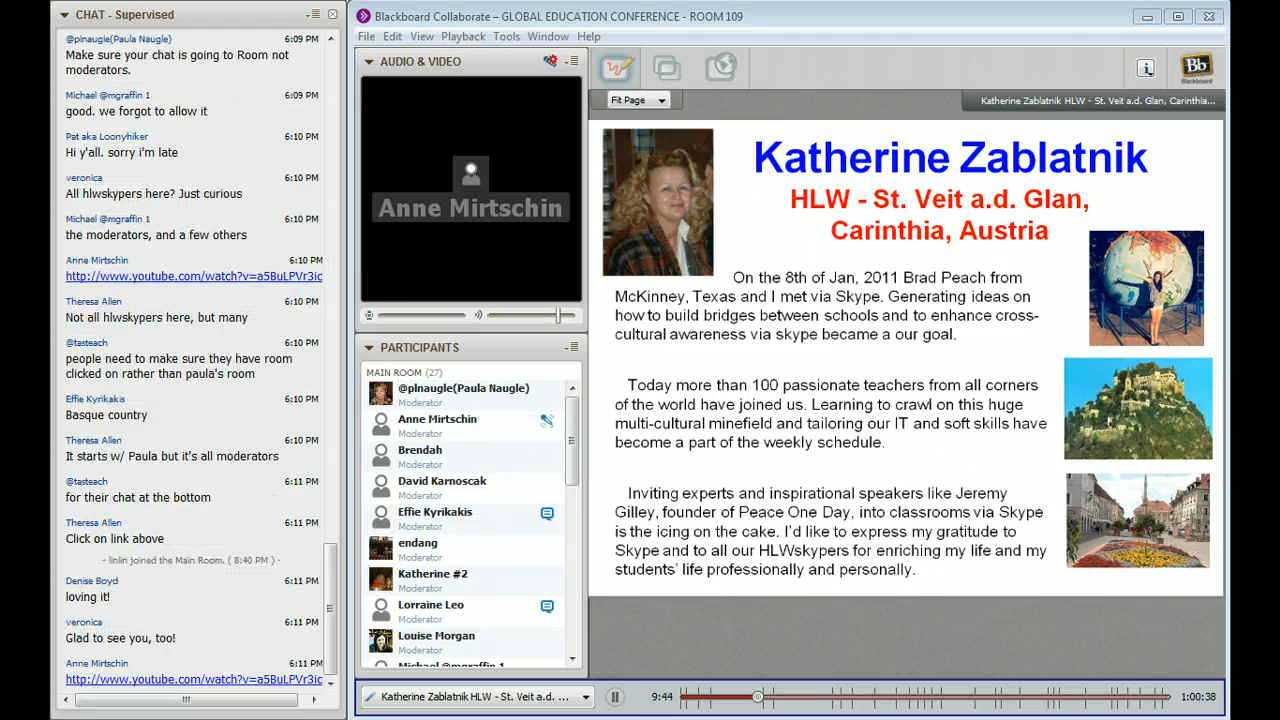 CHAT - Supervised
@plnaugle(Paula Naugle) 6:09 PM
Make sure your chat is going to Room not
moderators.
Michael @mgraffin 1 6:09 PM
good. we forgot to allow it
Pat aka Loonyhiker 6:10 PM
Hi y'all. sorry i'm late
veronica 6:10 PM
All hlwskypers here? Just curious
Michael @mgraffin 1 6:10 PM
the moderators, and a few others
Anne Mirtschin 6:10 PM
http://www.youtube.com/watch?v=a5BuLPVr3ic
Theresa Allen 6:10 PM
Not all hlwskypers here, but many
@tasteach 6:10 PM
people need to make sure they have room
clicked on rather than paula's room
Effie Kyrikakis 6:10 PM
Basque country
Theresa Allen 6:10 PM
It starts w/ Paula but it's all moderators
@tasteach 6:11 PM
for their chat at the bottom
Theresa Allen 6:11 PM
Click on link above
- linlin joined the Main Room. ( 8:40 PM ) -
Denise Boyd 6:11 PM
loving it!
veronica 6:11 PM
Glad to see you, too!
Anne Mirtschin 6:11 PM
http://www.youtube.com/watch?v=a5BuLPVr3ic
Blackboard Collaborate – GLOBAL EDUCATION CONFERENCE - ROOM 109
File Edit View Playback Tools Window Help
AUDIO & VIDEO
Anne Mirtschin
PARTICIPANTS
MAIN ROOM (27)
@plnaugle(Paula Naugle)
Moderator
Anne Mirtschin
Moderator
Brendah
Moderator
David Karnoscak
Moderator
Effie Kyrikakis
Moderator
endang
Moderator
Katherine #2
Moderator
Lorraine Leo
Moderator
Louise Morgan
Moderator
Michael @mgraffin 1
Bb
Blackboard
Fit Page
Katherine Zablatnik HLW - St. Veit a.d. Glan, Carinthia...
Katherine Zablatnik
HLW - St. Veit a.d. Glan,
Carinthia, Austria
On the 8th of Jan, 2011 Brad Peach from
McKinney, Texas and I met via Skype. Generating ideas on
how to build bridges between schools and to enhance cross-
cultural awareness via skype became a our goal.
Today more than 100 passionate teachers from all corners
of the world have joined us. Learning to crawl on this huge
multi-cultural minefield and tailoring our IT and soft skills have
become a part of the weekly schedule.
Inviting experts and inspirational speakers like Jeremy
Gilley, founder of Peace One Day, into classrooms via Skype
is the icing on the cake. I'd like to express my gratitude to
Skype and to all our HLWskypers for enriching my life and my
students' life professionally and personally.
Katherine Zablatnik HLW - St. Veit a.d. ...
9:44
1:00:38